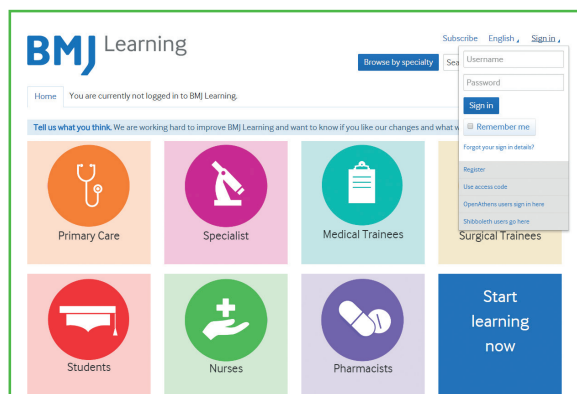 BMJ Learning
Subscribe English Sign in
Browse by specialty
Username
Password
Sign in
Remember me
Forgot your sign in details?
Register
Use access code
OpenAthens users sign in here
Shibboleth users go here
Home You are currently not logged in to BMJ Learning.
Tell us what you think. We are working hard to improve BMJ Learning and want to know if you like our changes and what
Primary Care
Specialist
Medical Trainees
Surgical Trainees
Students
Nurses
Pharmacists
Start
learning
now